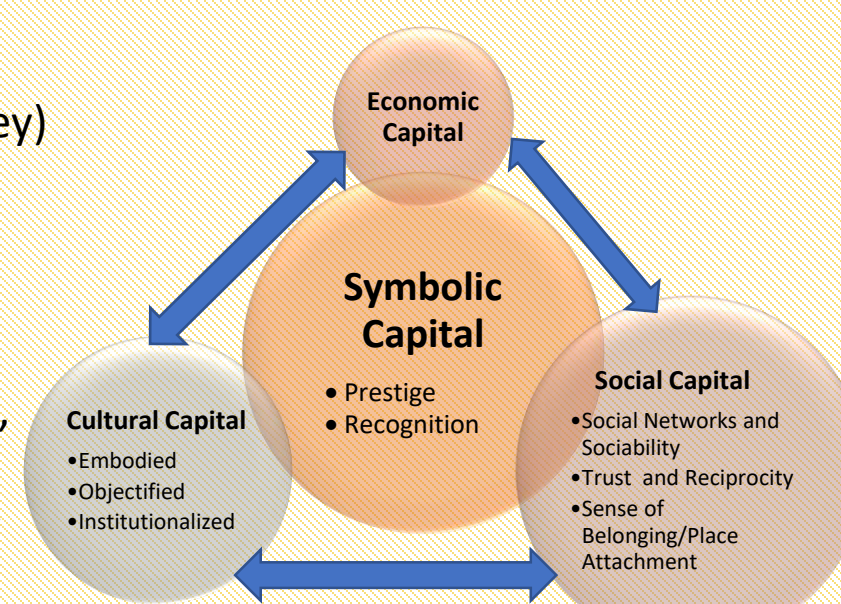 ey)
,
Economic
Capital
Symbolic
Capital
• Prestige
• Recognition
Cultural Capital
•Embodied
•Objectified
•Institutionalized
Social Capital
•Social Networks and
Sociability
•Trust and Reciprocity
•Sense of
Belonging/Place
Attachment